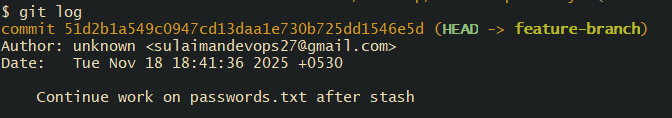 $ git log
commit 51d2b1a549c0947cd13daa1e730b725dd1546e5d (HEAD -> feature-branch)
Author: unknown <sulaimandevops27@gmail.com>
Date:   Tue Nov 18 18:41:36 2025 +0530
    Continue work on passwords.txt after stash